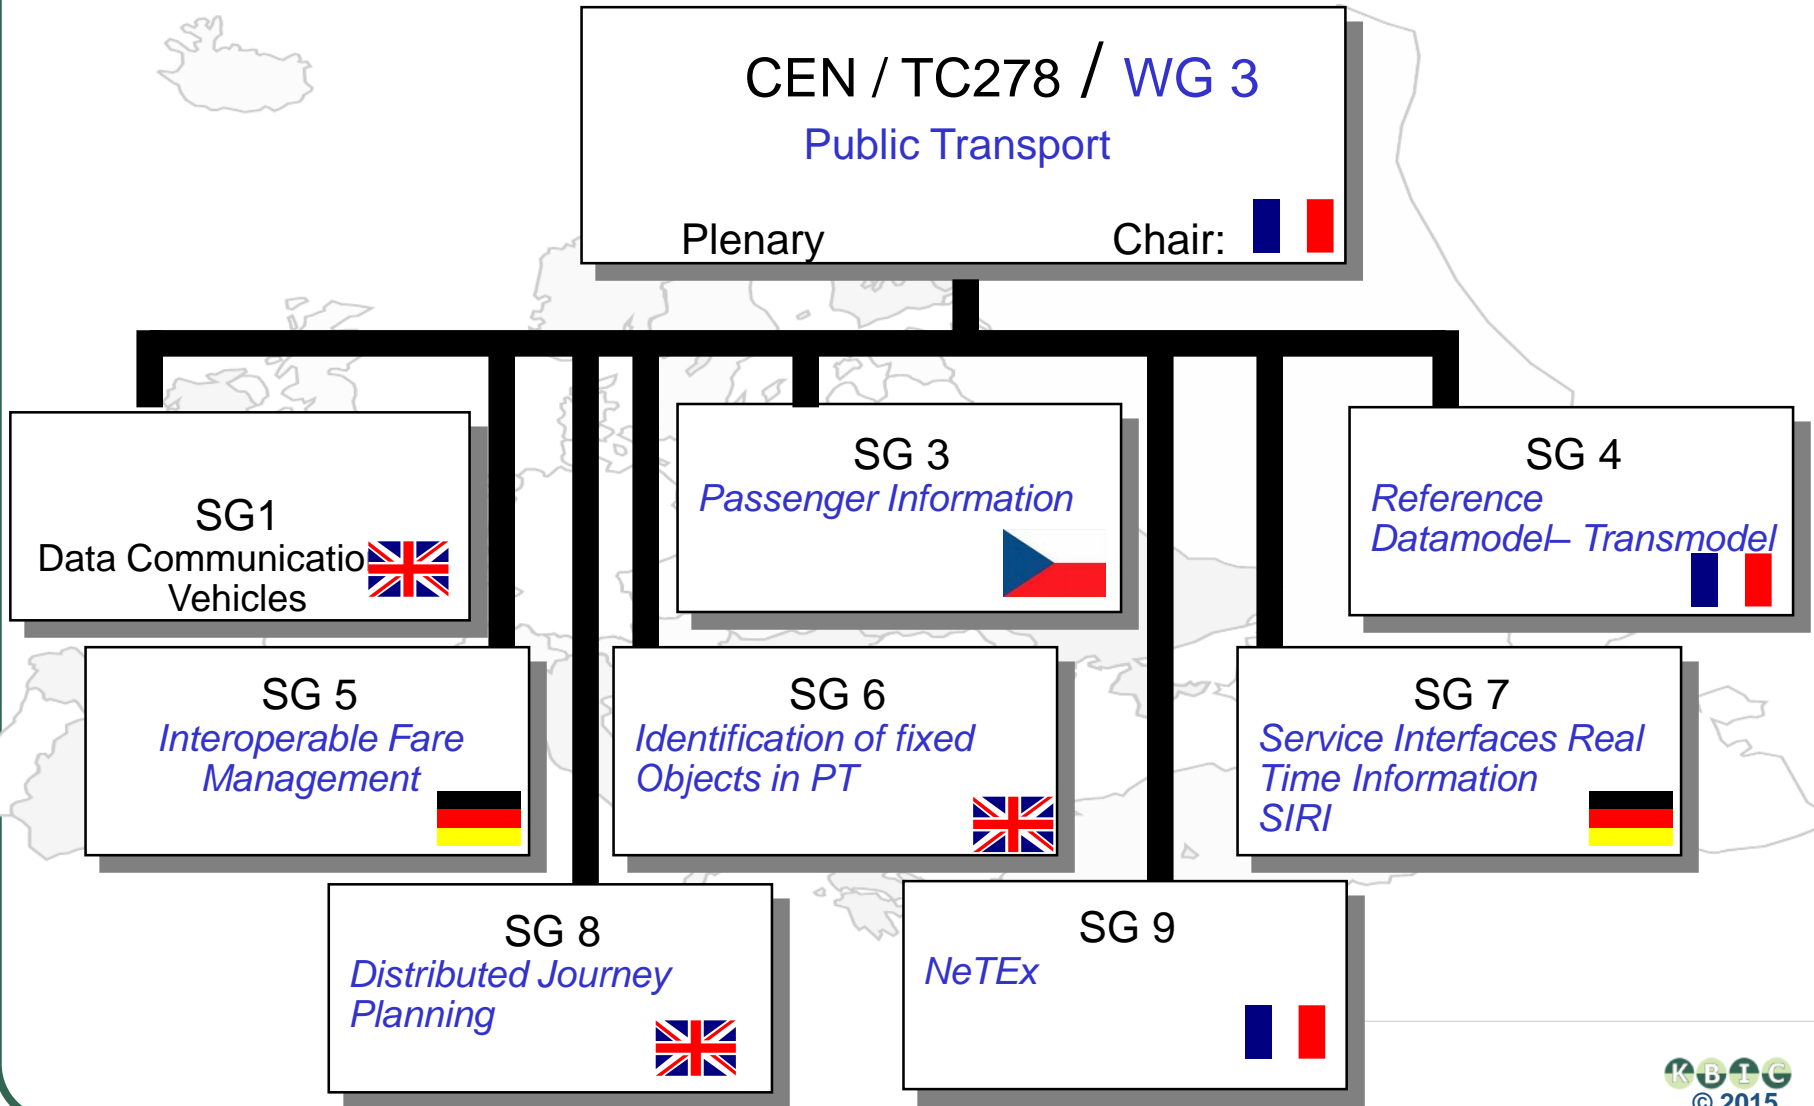 CEN / TC278 / WG 3
Public Transport
Plenary Chair:
SG1
Data Communicatio
Vehicles
SG 3
Passenger Information
SG 4
Reference
Datamodel– Transmodel
SG 5
Interoperable Fare
Management
SG 6
Identification of fixed
Objects in PT
SG 7
Service Interfaces Real
Time Information
SIRI
SG 8
Distributed Journey
Planning
SG 9
NeTEx
KBIC
© 2015